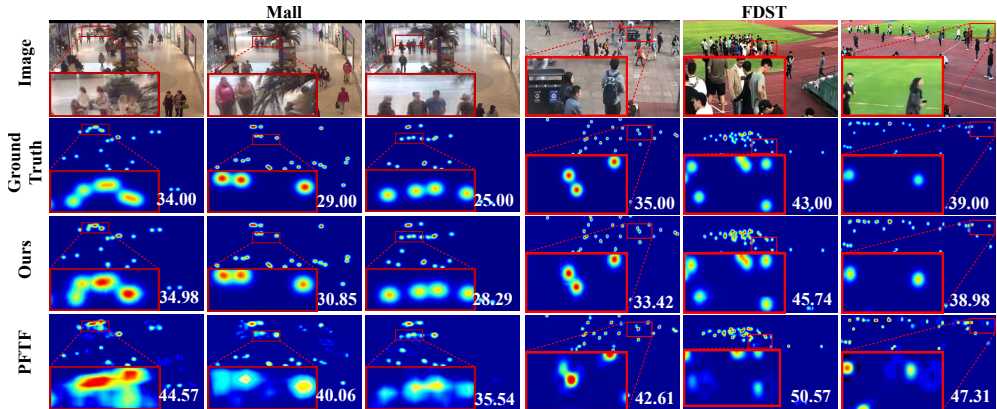 Mall FDST
Image
Ground Truth
34.00 29.00 25.00 35.00 43.00 39.00
Ours
34.98 30.85 28.29 33.42 45.74 38.98
PFTF
44.57 40.06 35.54 42.61 50.57 47.31